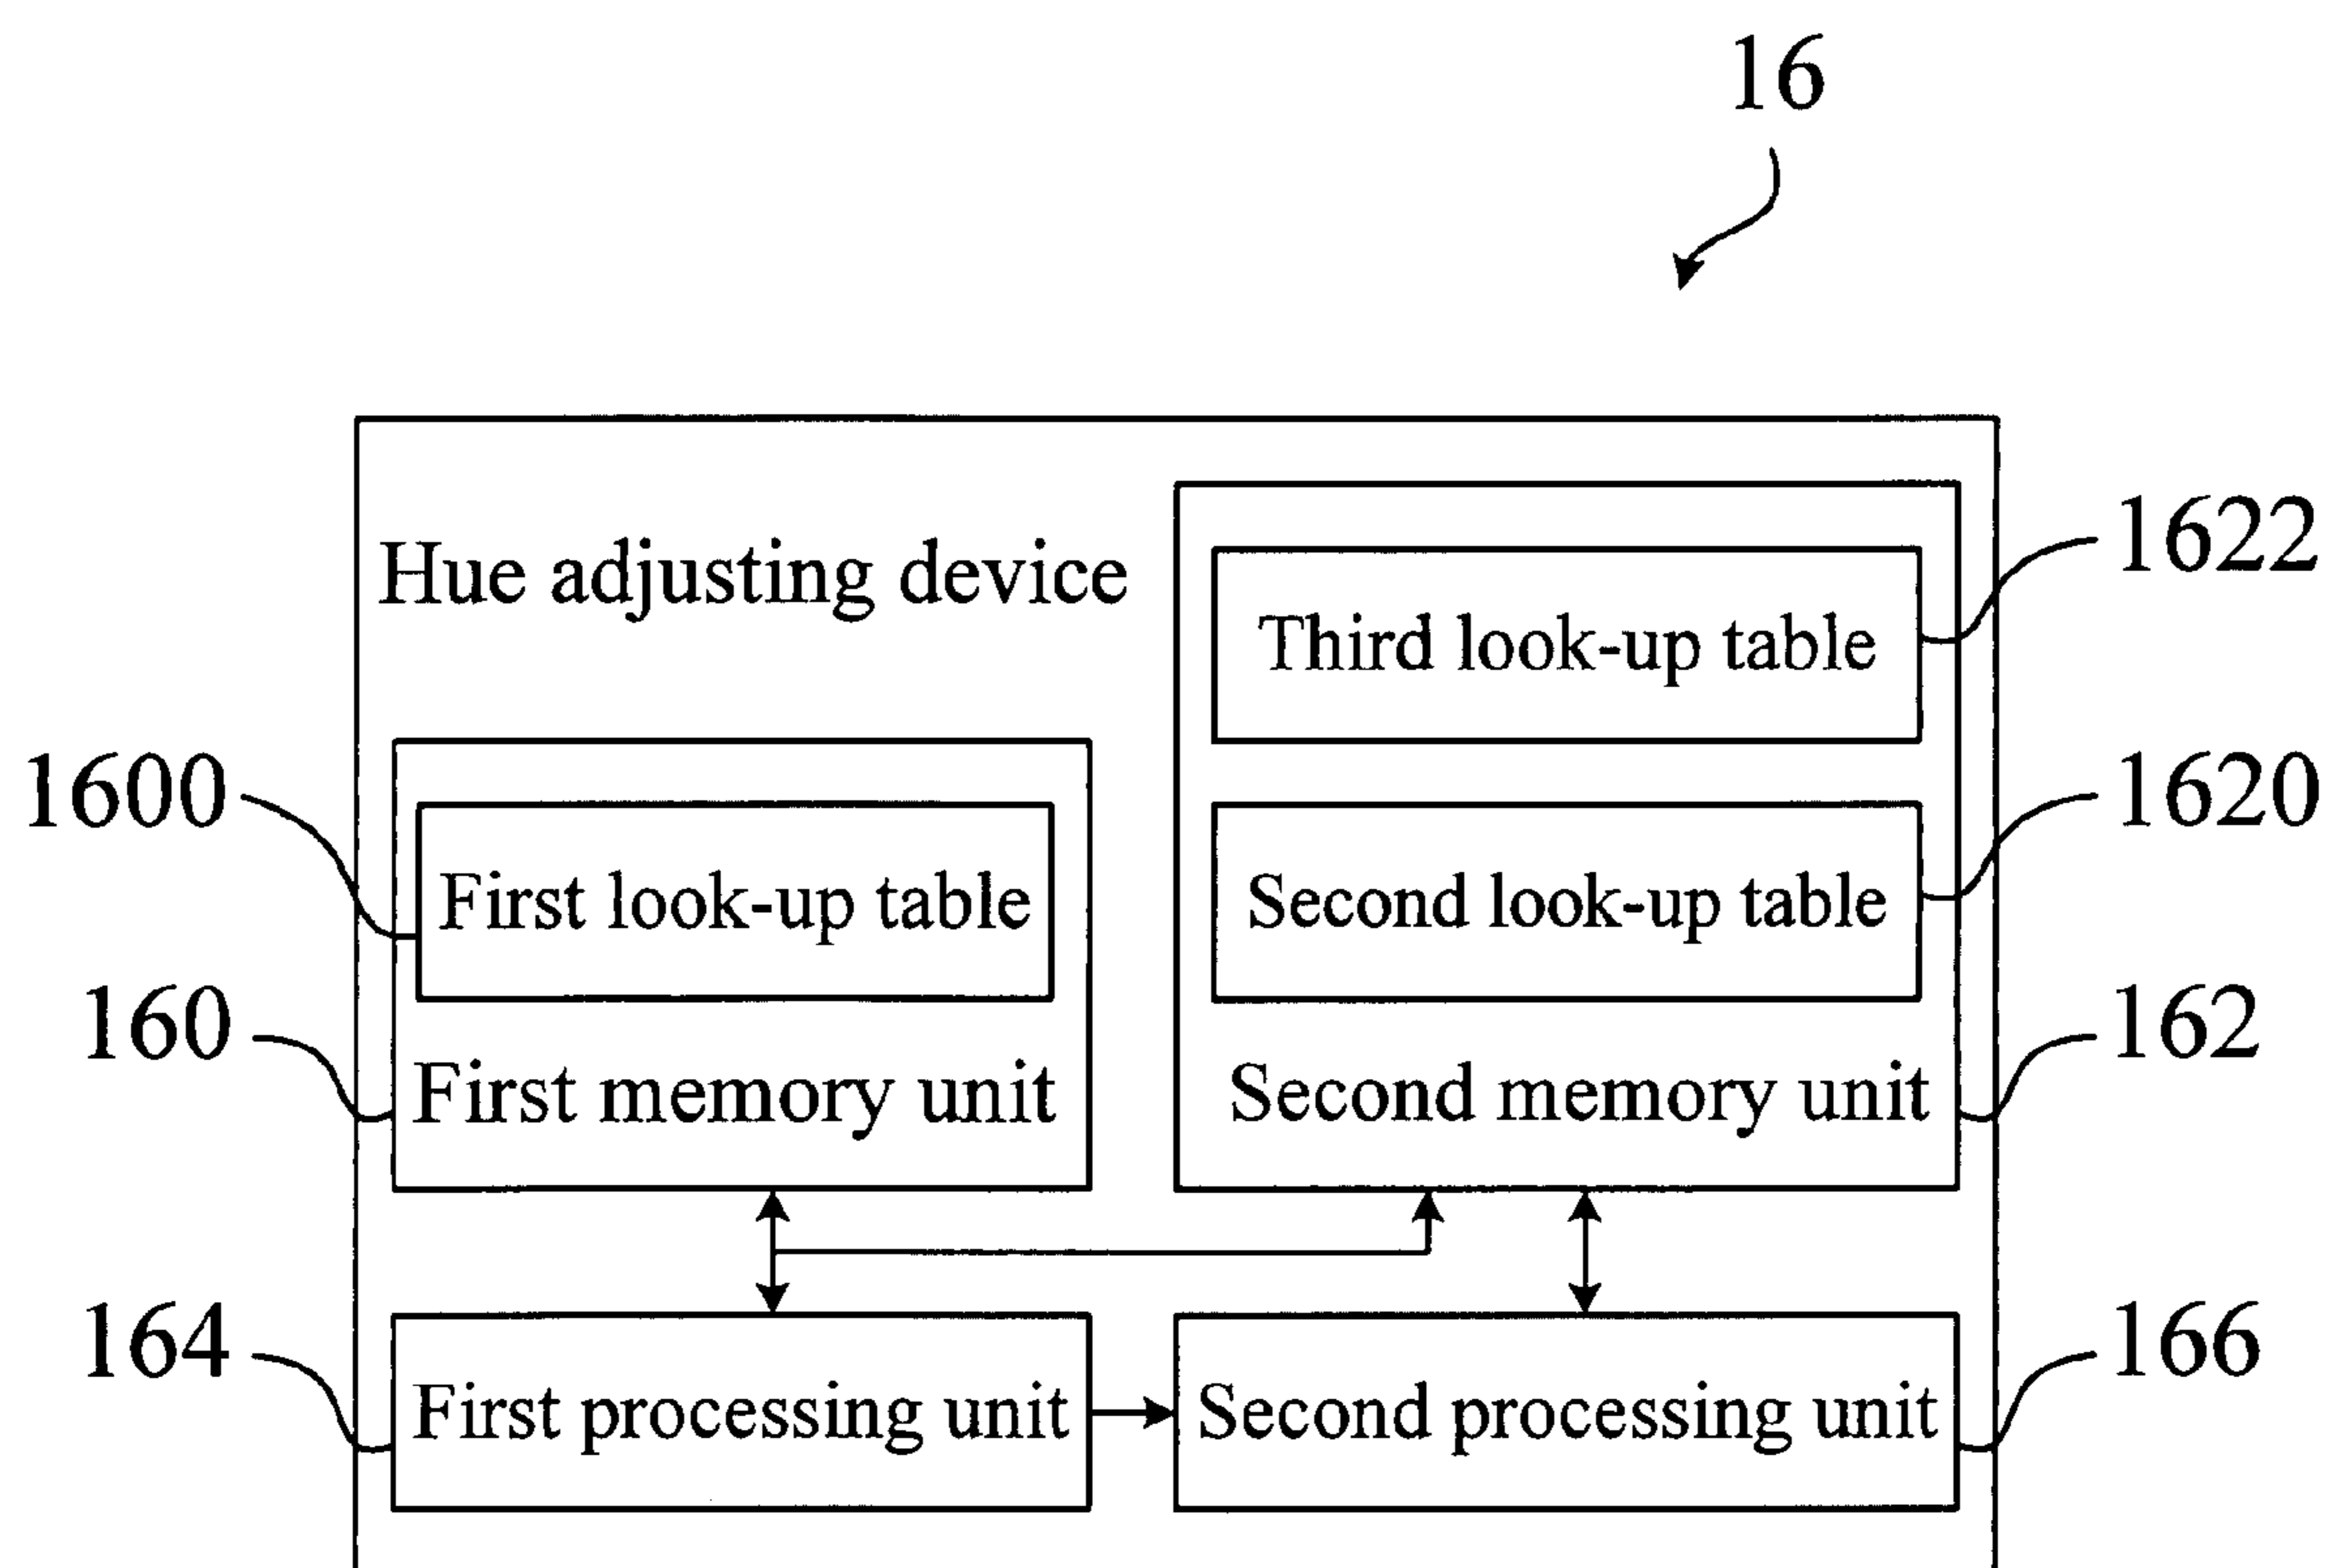 16
Hue adjusting device
1622
Third look-up table
1600
1620
First look-up table
Second look-up table
160
162
First memory unit
Second memory unit
164
166
First processing unit
Second processing unit